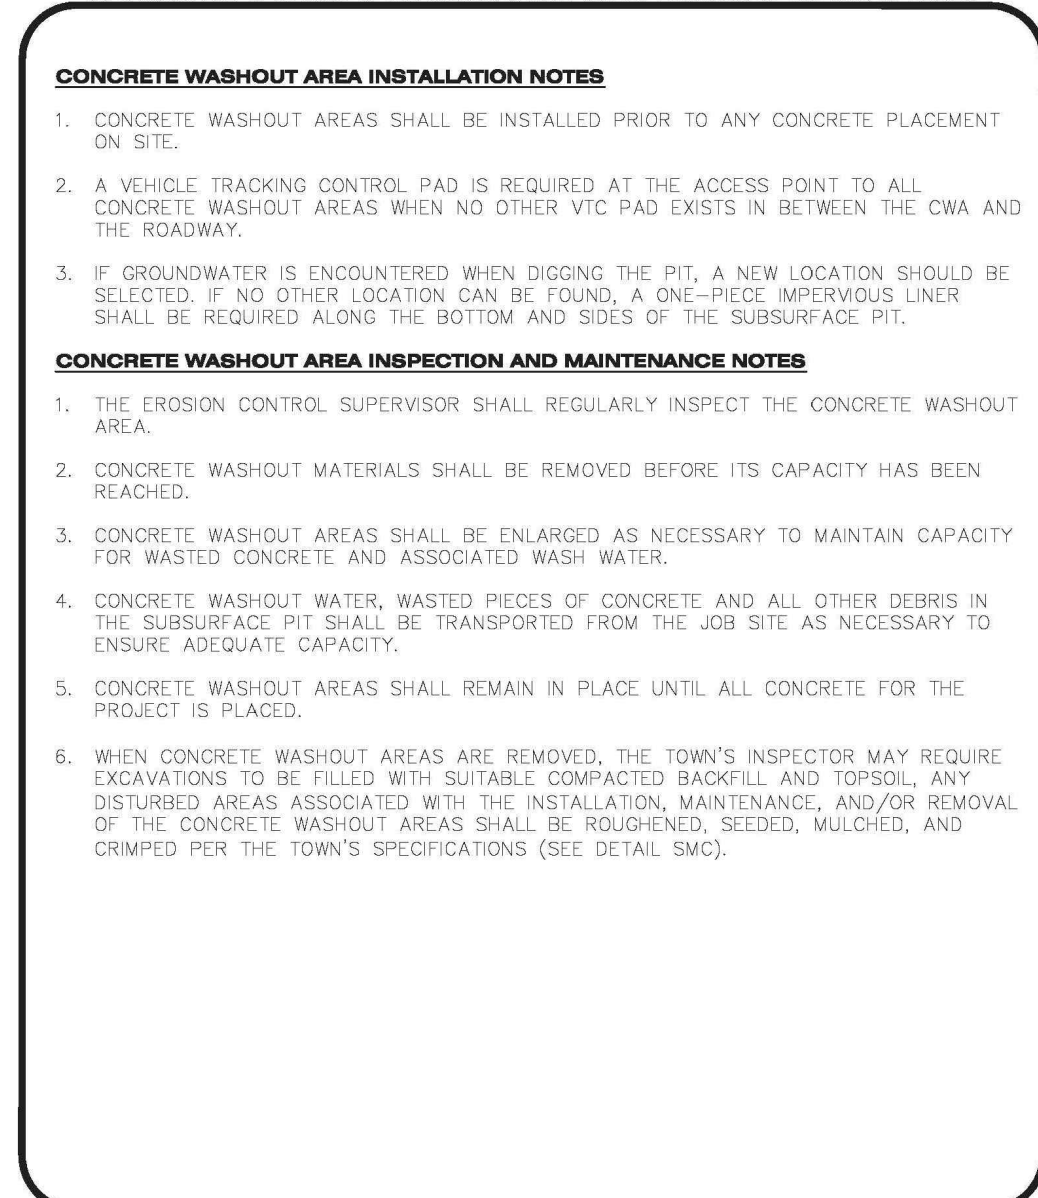 CONCRETE WASHOUT AREA INSTALLATION NOTES
1. CONCRETE WASHOUT AREAS SHALL BE INSTALLED PRIOR TO ANY CONCRETE PLACEMENT
ON SITE.
2. A VEHICLE TRACKING CONTROL PAD IS REQUIRED AT THE ACCESS POINT TO ALL
CONCRETE WASHOUT AREAS WHEN NO OTHER VTC PAD EXISTS IN BETWEEN THE CWA AND
THE ROADWAY.
3. IF GROUNDWATER IS ENCOUNTERED WHEN DIGGING THE PIT, A NEW LOCATION SHOULD BE
SELECTED. IF NO OTHER LOCATION CAN BE FOUND, A ONE-PIECE IMPERVIOUS LINER
SHALL BE REQUIRED ALONG THE BOTTOM AND SIDES OF THE SUBSURFACE PIT.
CONCRETE WASHOUT AREA INSPECTION AND MAINTENANCE NOTES
1. THE EROSION CONTROL SUPERVISOR SHALL REGULARLY INSPECT THE CONCRETE WASHOUT
AREA.
2. CONCRETE WASHOUT MATERIALS SHALL BE REMOVED BEFORE ITS CAPACITY HAS BEEN
REACHED.
3. CONCRETE WASHOUT AREAS SHALL BE ENLARGED AS NECESSARY TO MAINTAIN CAPACITY
FOR WASTED CONCRETE AND ASSOCIATED WASH WATER.
4. CONCRETE WASHOUT WATER, WASTED PIECES OF CONCRETE AND ALL OTHER DEBRIS IN
THE SUBSURFACE PIT SHALL BE TRANSPORTED FROM THE JOB SITE AS NECESSARY TO
ENSURE ADEQUATE CAPACITY.
5. CONCRETE WASHOUT AREAS SHALL REMAIN IN PLACE UNTIL ALL CONCRETE FOR THE
PROJECT IS PLACED.
6. WHEN CONCRETE WASHOUT AREAS ARE REMOVED, THE TOWN'S INSPECTOR MAY REQUIRE
EXCAVATIONS TO BE FILLED WITH SUITABLE COMPACTED BACKFILL AND TOPSOIL, ANY
DISTURBED AREAS ASSOCIATED WITH THE INSTALLATION, MAINTENANCE, AND/OR REMOVAL
OF THE CONCRETE WASHOUT AREAS SHALL BE ROUGHENED, SEEDED, MULCHED, AND
CRIMPED PER THE TOWN'S SPECIFICATIONS (SEE DETAIL SMC).